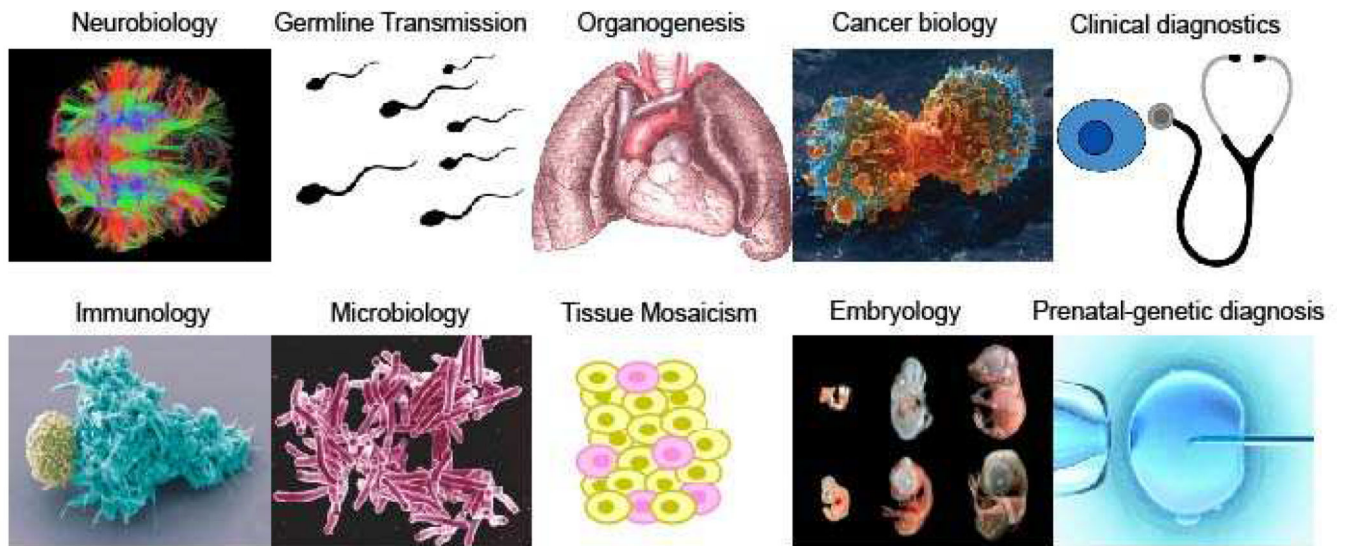 Neurobiology
Germline Transmission
Organogenesis
Cancer biology
Clinical diagnostics
Immunology
Microbiology
Tissue Mosaicism
Embryology
Prenatal-genetic diagnosis